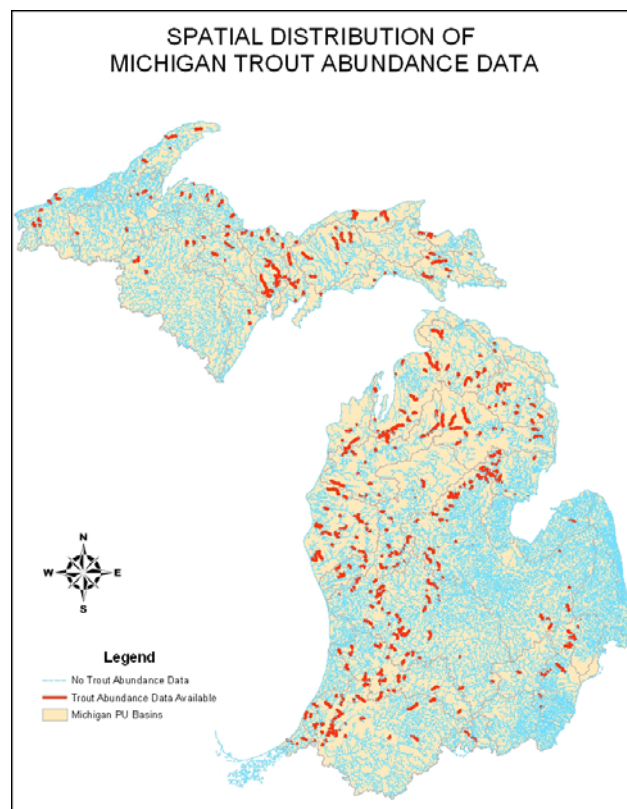 SPATIAL DISTRIBUTION OF
MICHIGAN TROUT ABUNDANCE DATA
N
W E
S
Legend
No Trout Abundance Data
Trout Abundance Data Available
Michigan PU Basins